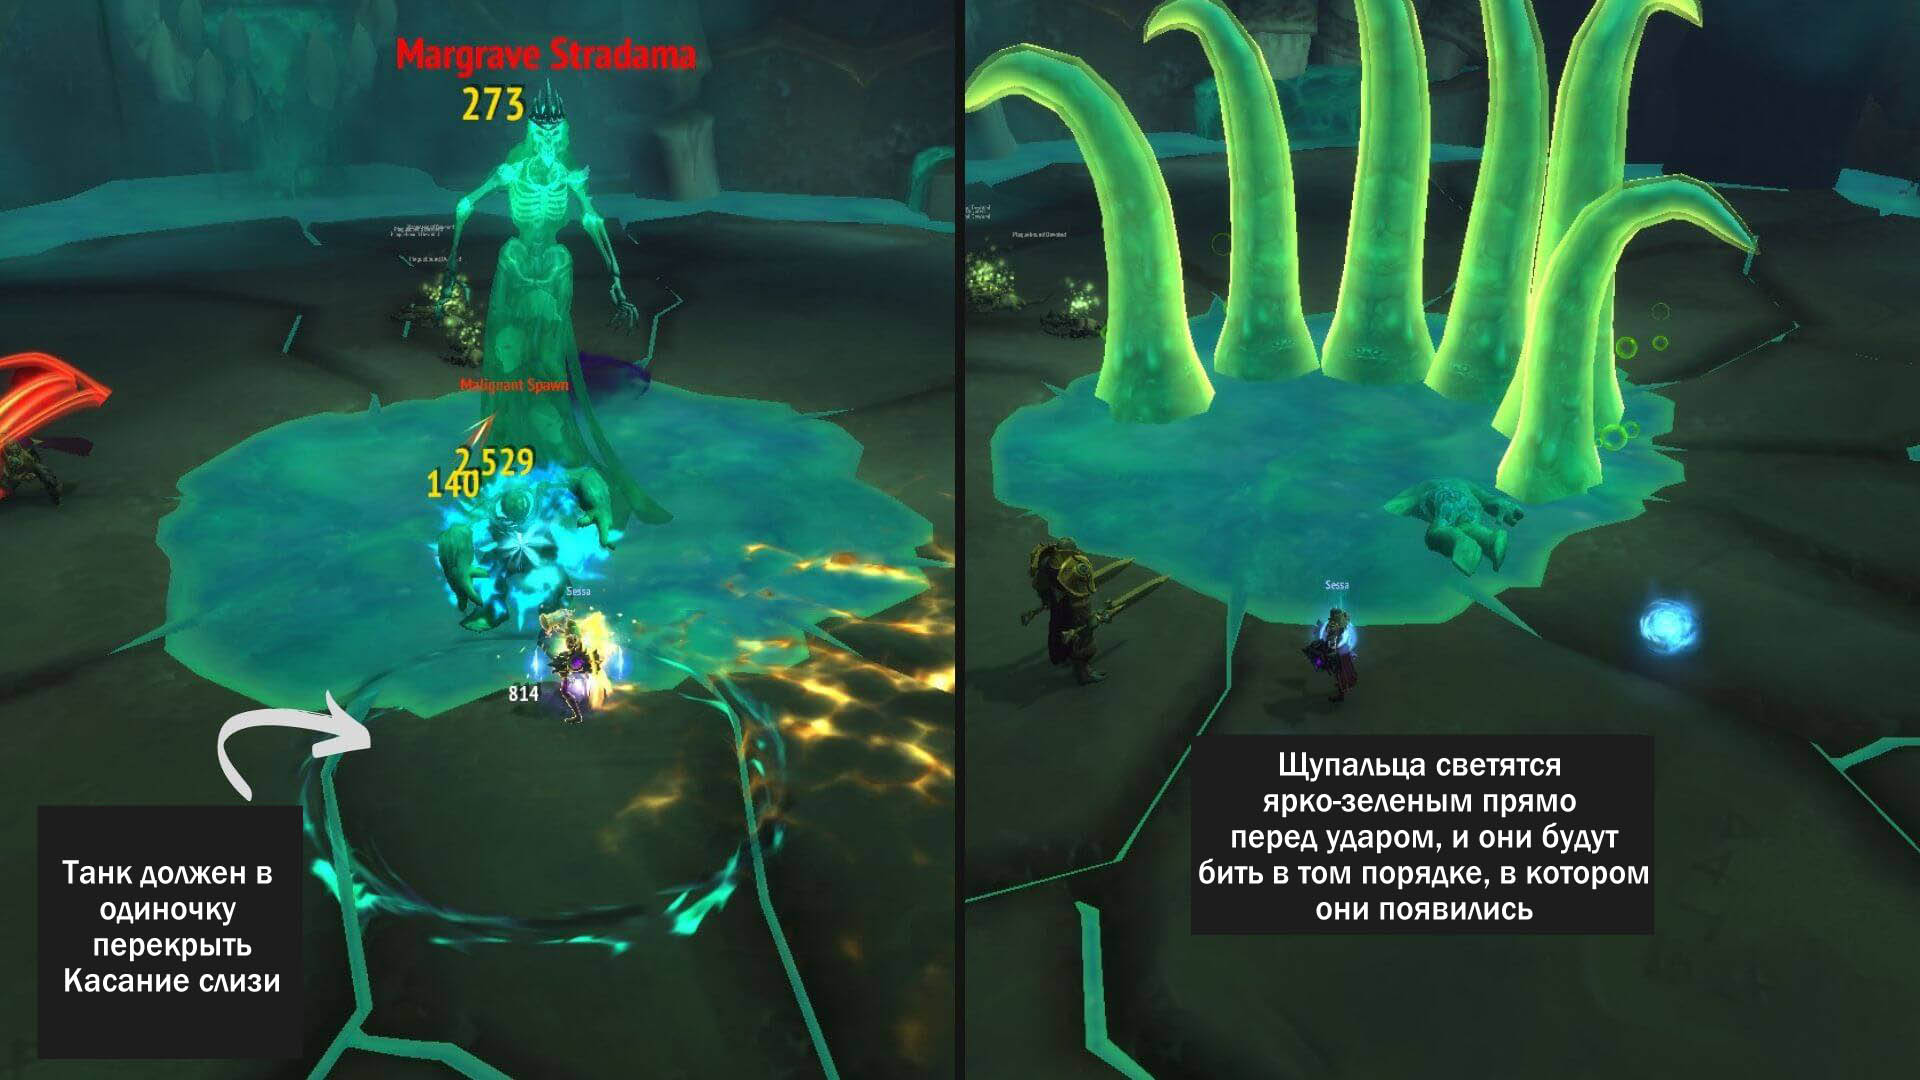 Margrave Stradama
273
Malignant Spawn
2,529
140
Sessa
814
Танк должен в
одиночку
перекрыть
Касание слизи
Sessa
Щупальца светятся
ярко-зеленым прямо
перед ударом, и они будут
бить в том порядке, в котором
они появились